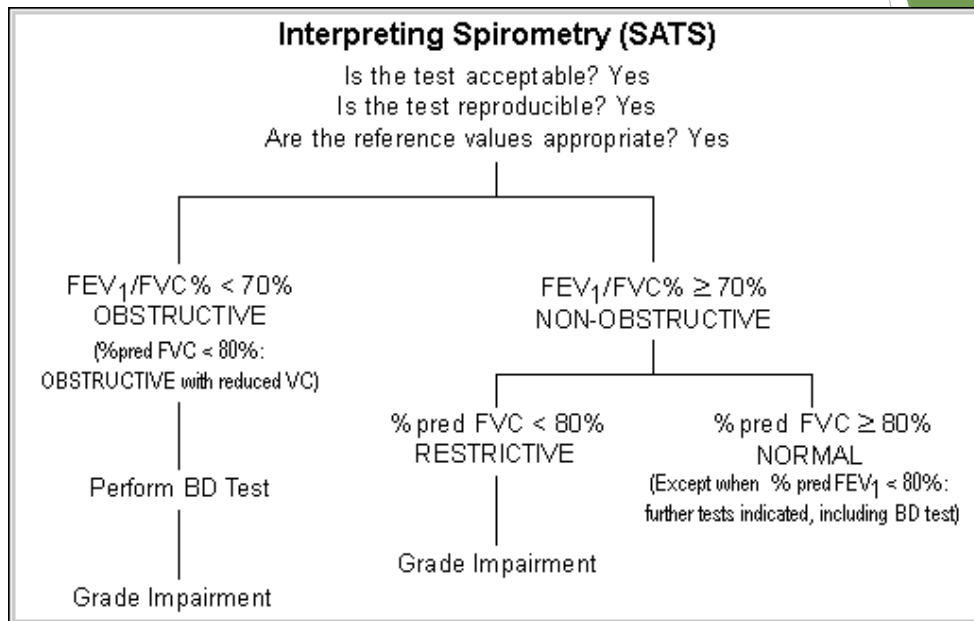 Interpreting Spirometry (SATS)
Is the test acceptable? Yes
Is the test reproducible? Yes
Are the reference values appropriate? Yes
FEV₁/FVC% < 70%
OBSTRUCTIVE
(%pred FVC < 80%:
OBSTRUCTIVE with reduced VC)
Perform BD Test
Grade Impairment
FEV₁/FVC% ≥ 70%
NON-OBSTRUCTIVE
% pred FVC < 80%
RESTRICTIVE
Grade Impairment
% pred FVC ≥ 80%
NORMAL
(Except when % pred FEV₁ < 80%:
further tests indicated, including BD test)